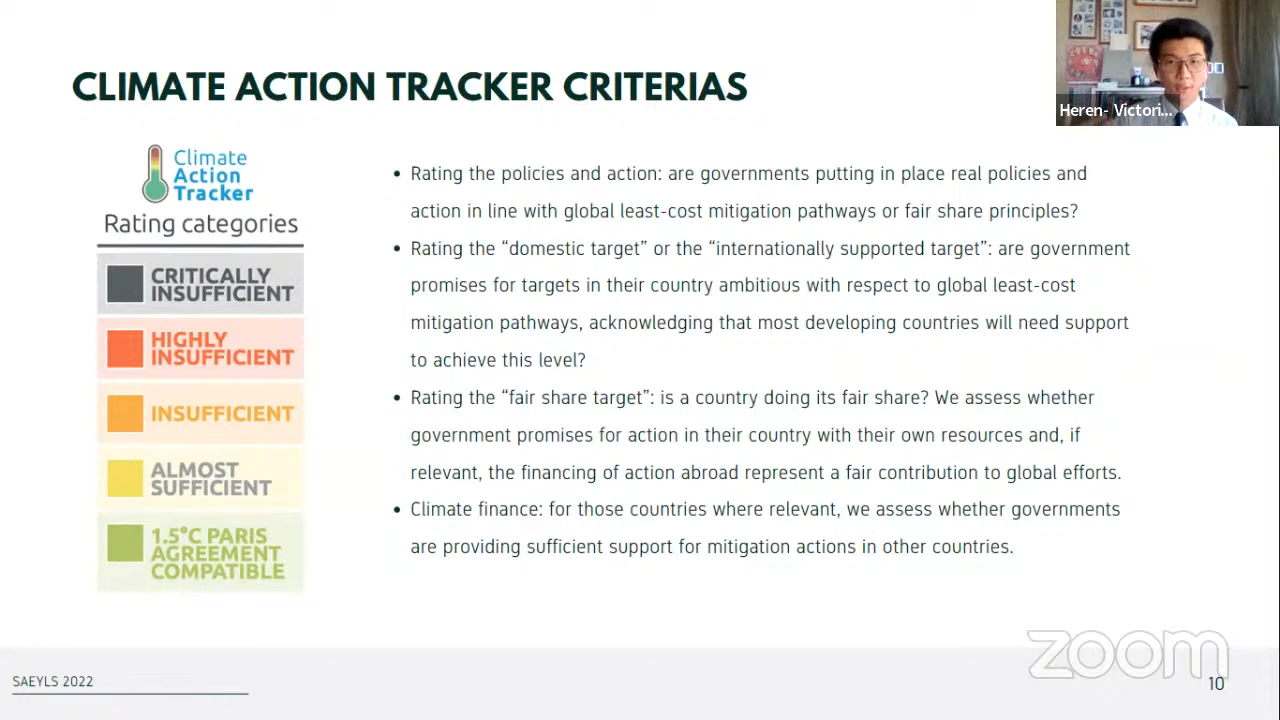 CLIMATE ACTION TRACKER CRITERIAS
Heren- Victori...
Climate
Action
Tracker
Rating categories
CRITICALLY
INSUFFICIENT
HIGHLY
INSUFFICIENT
INSUFFICIENT
ALMOST
SUFFICIENT
1.5°C PARIS
AGREEMENT
COMPATIBLE
• Rating the policies and action: are governments putting in place real policies and
action in line with global least-cost mitigation pathways or fair share principles?
• Rating the “domestic target” or the “internationally supported target”: are government
promises for targets in their country ambitious with respect to global least-cost
mitigation pathways, acknowledging that most developing countries will need support
to achieve this level?
• Rating the “fair share target”: is a country doing its fair share? We assess whether
government promises for action in their country with their own resources and, if
relevant, the financing of action abroad represent a fair contribution to global efforts.
• Climate finance: for those countries where relevant, we assess whether governments
are providing sufficient support for mitigation actions in other countries.
zoom
SAEYLS 2022
10